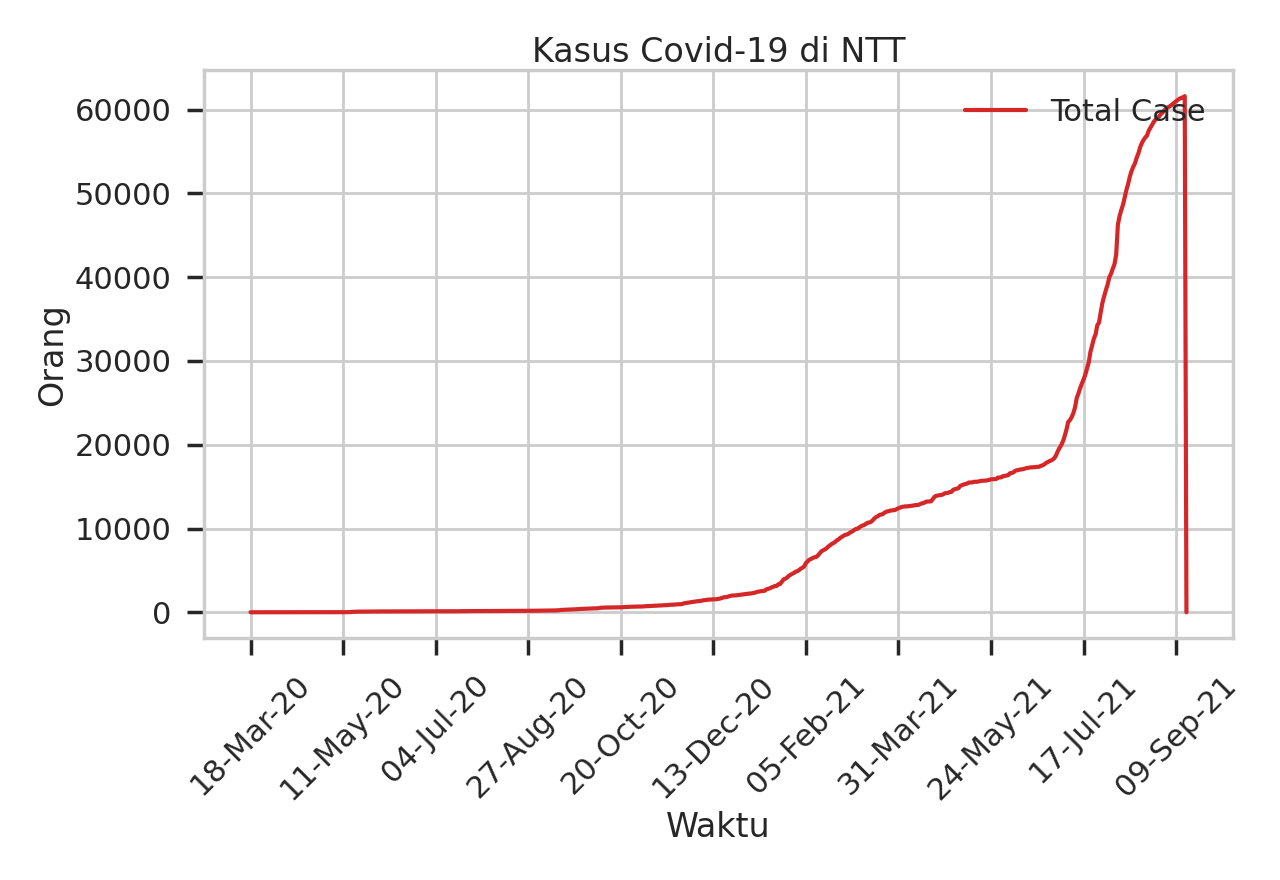 Kasus Covid-19 di NTT
Total Case
60000
50000
40000
30000
20000
10000
0
Orang
18-Mar-20
11-May-20
04-Jul-20
27-Aug-20
20-Oct-20
13-Dec-20
05-Feb-21
31-Mar-21
24-May-21
17-Jul-21
09-Sep-21
Waktu